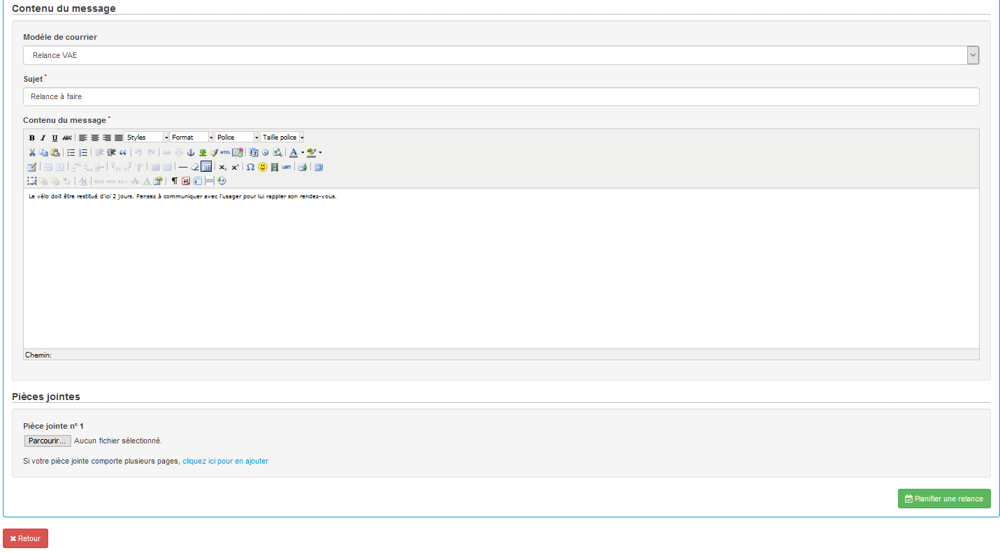 Contenu du message
Modèle de courrier
Relance VAE
Sujet *
Relance à faire
Contenu du message *
B I U ABC Styles Format Police Taille police
HTML
Le vélo doit être restitué d'ici 2 jours. Pensez à communiquer avec l'usager pour lui rappler son rendez-vous.
Chemin:
Pièces jointes
Pièce jointe n° 1
Parcourir... Aucun fichier sélectionné.
Si votre pièce jointe comporte plusieurs pages, cliquez ici pour en ajouter
Planifier une relance
Retour